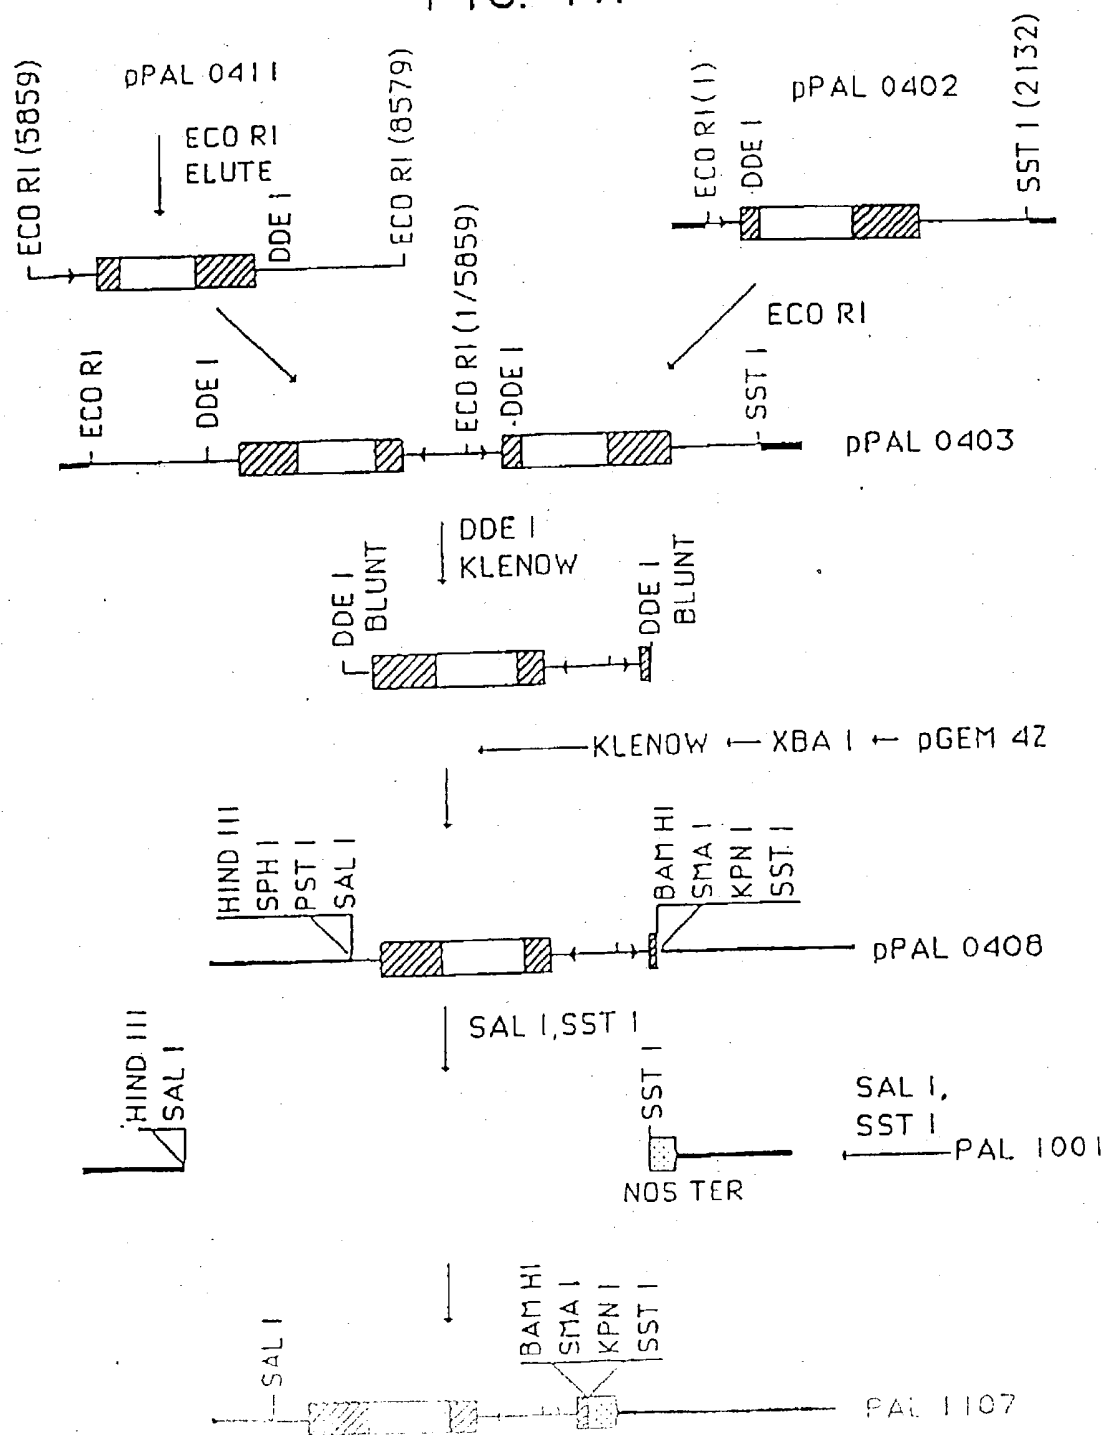 pPAL 0411
ECO RI (5859)
ECO RI
ELUTE
DDE I
ECO RI (8579)
pPAL 0402
ECO RI (1)
DDE I
SST I (2132)
ECO RI
ECO RI
DDE I
ECO RI (1/5859)
DDE I
SST I
pPAL 0403
DDE I
KLENOW
DDE I
BLUNT
DDE I
BLUNT
KLENOW
XBA I
pGEM 4Z
HIND III
SPH I
PST I
SAL I
BAM HI
SMA I
KPN I
SST I
pPAL 0408
SAL I, SST I
HIND III
SAL I
SST I
NOS TER
SAL I,
SST I
PAL 1001
SAL I
BAM HI
SMA I
KPN I
SST I
PAL 1107